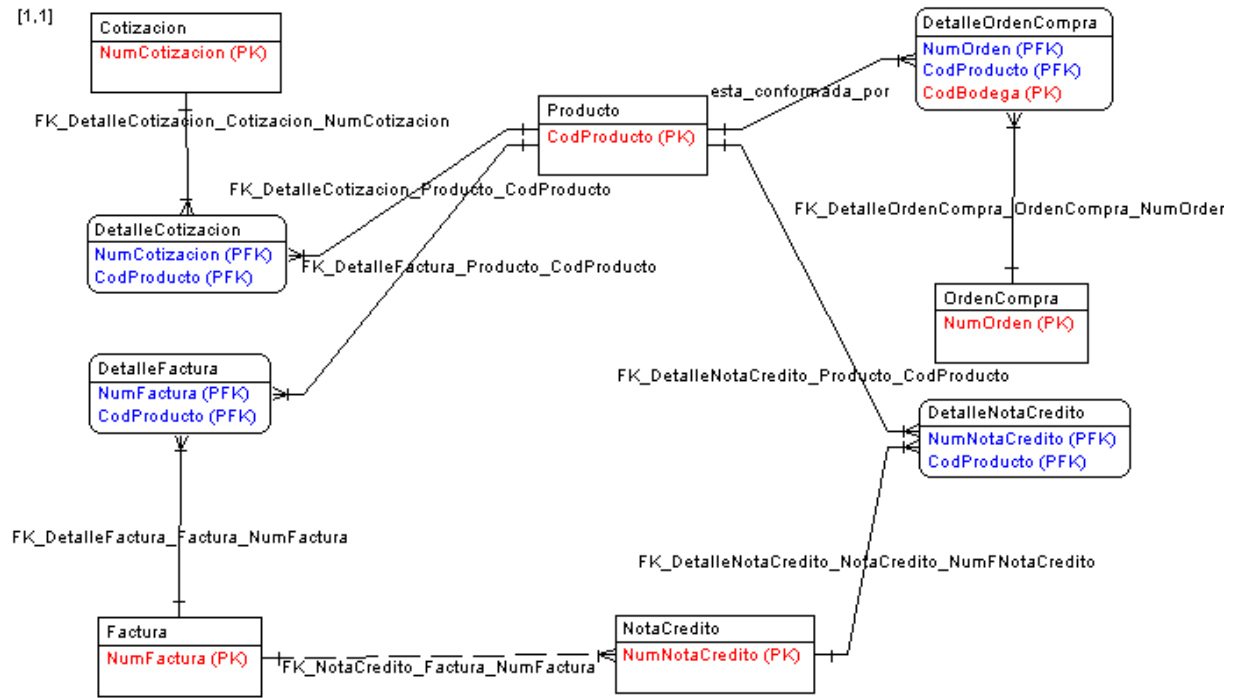 [1,1]
Cotizacion
NumCotizacion (PK)
FK_DetalleCotizacion_Cotizacion_NumCotizacion
DetalleCotizacion
NumCotizacion (PFK)
CodProducto (PFK)
FK_DetalleCotizacion_Producto_CodProducto
FK_DetalleFactura_Producto_CodProducto
Producto
CodProducto (PK)
esta_conformada_por
DetalleOrdenCompra
NumOrden (PFK)
CodProducto (PFK)
CodBodega (PK)
FK_DetalleOrdenCompra_OrdenCompra_NumOrder
OrdenCompra
NumOrden (PK)
DetalleFactura
NumFactura (PFK)
CodProducto (PFK)
FK_DetalleNotaCredito_Producto_CodProducto
DetalleNotaCredito
NumNotaCredito (PFK)
CodProducto (PFK)
FK_DetalleFactura_Factura_NumFactura
FK_DetalleNotaCredito_NotaCredito_NumFNotaCredito
Factura
NumFactura (PK)
FK_NotaCredito_Factura_NumFactura
NotaCredito
NumNotaCredito (PK)